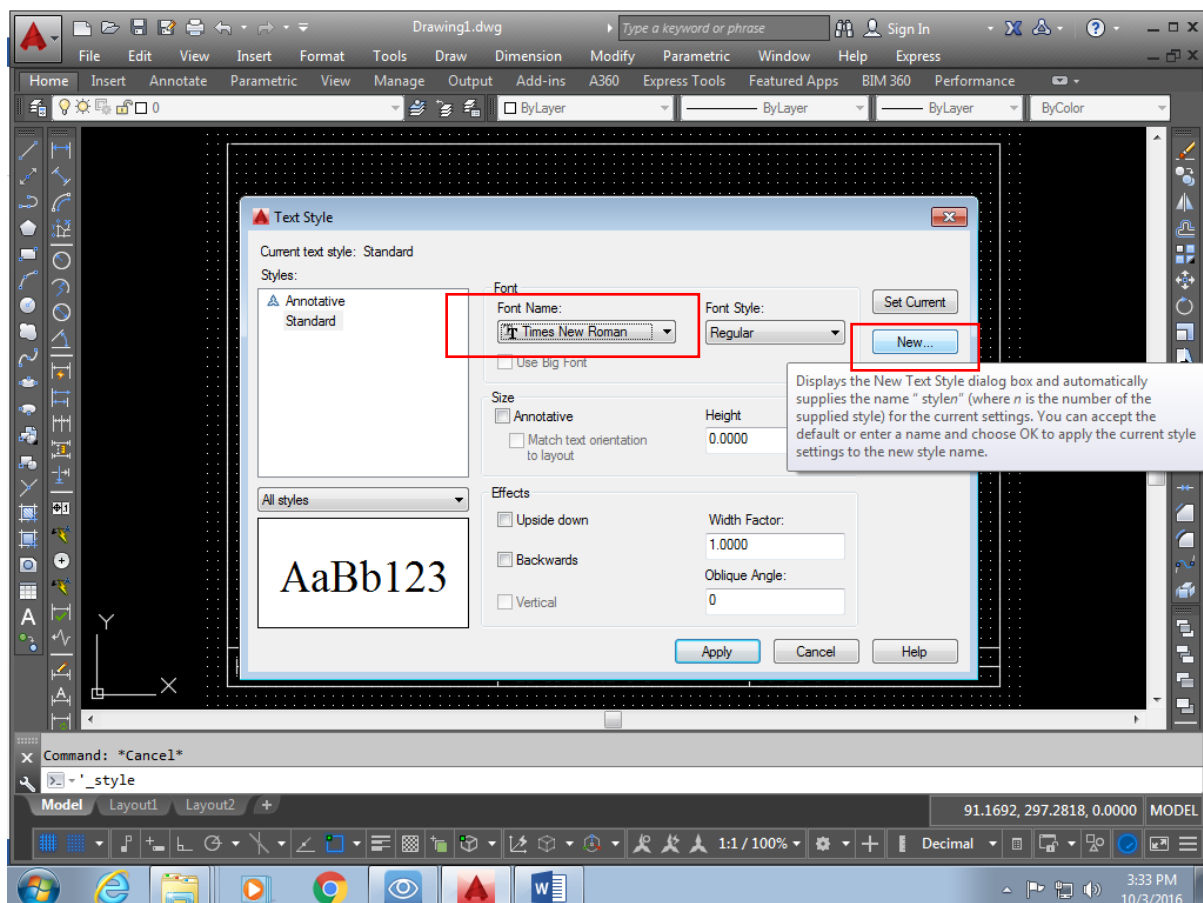 Drawing1.dwg Type a keyword or phrase Sign In
File Edit View Insert Format Tools Draw Dimension Modify Parametric Window Help Express
Home Insert Annotate Parametric View Manage Output Add-ins A360 Express Tools Featured Apps BIM 360 Performance
0 ByLayer ByLayer ByLayer ByColor
Text Style
Current text style: Standard
Styles:
Annotative
Standard
All styles
AaBb123
Font
Font Name:
Times New Roman
Use Big Font
Font Style:
Regular
Set Current
New...
Displays the New Text Style dialog box and automatically
supplies the name " stylen" (where n is the number of the
supplied style) for the current settings. You can accept the
default or enter a name and choose OK to apply the current style
settings to the new style name.
Size
Annotative
Match text orientation
to layout
Height
0.0000
Effects
Upside down
Backwards
Vertical
Width Factor:
1.0000
Oblique Angle:
0
Apply Cancel Help
Y
X
Command: *Cancel*
'_style
Model Layout1 Layout2 +
91.1692, 297.2818, 0.0000 MODEL
1:1 / 100% Decimal
3:33 PM
10/3/2016